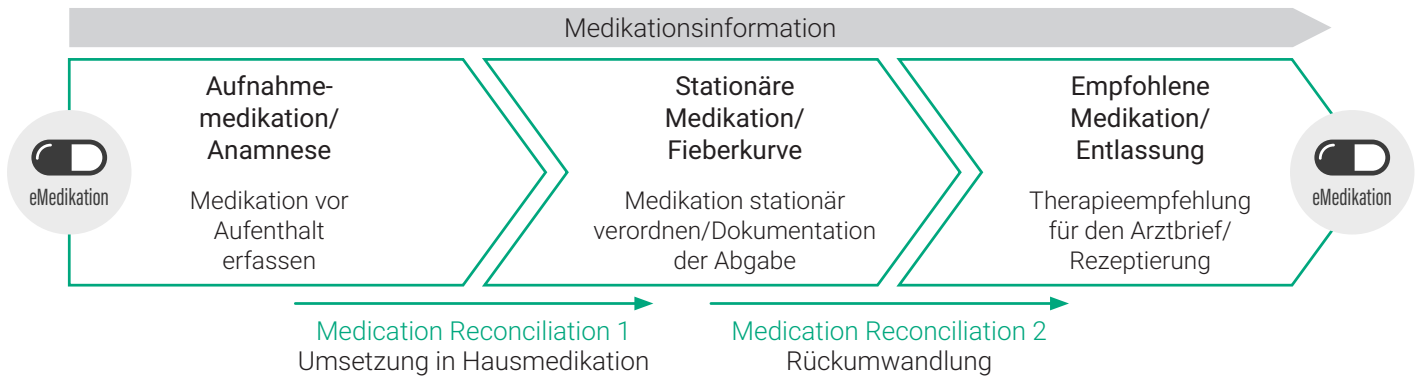 Medikationsinformation
eMedikation
Aufnahme-
medikation/
Anamnese
Medikation vor
Aufenthalt
erfassen
Stationäre
Medikation/
Fieberkurve
Medikation stationär
verordnen/Dokumentation
der Abgabe
Empfohlene
Medikation/
Entlassung
Therapieempfehlung
für den Arztbrief/
Rezeptierung
eMedikation
Medication Reconciliation 1
Umsetzung in Hausmedikation
Medication Reconciliation 2
Rückumwandlung